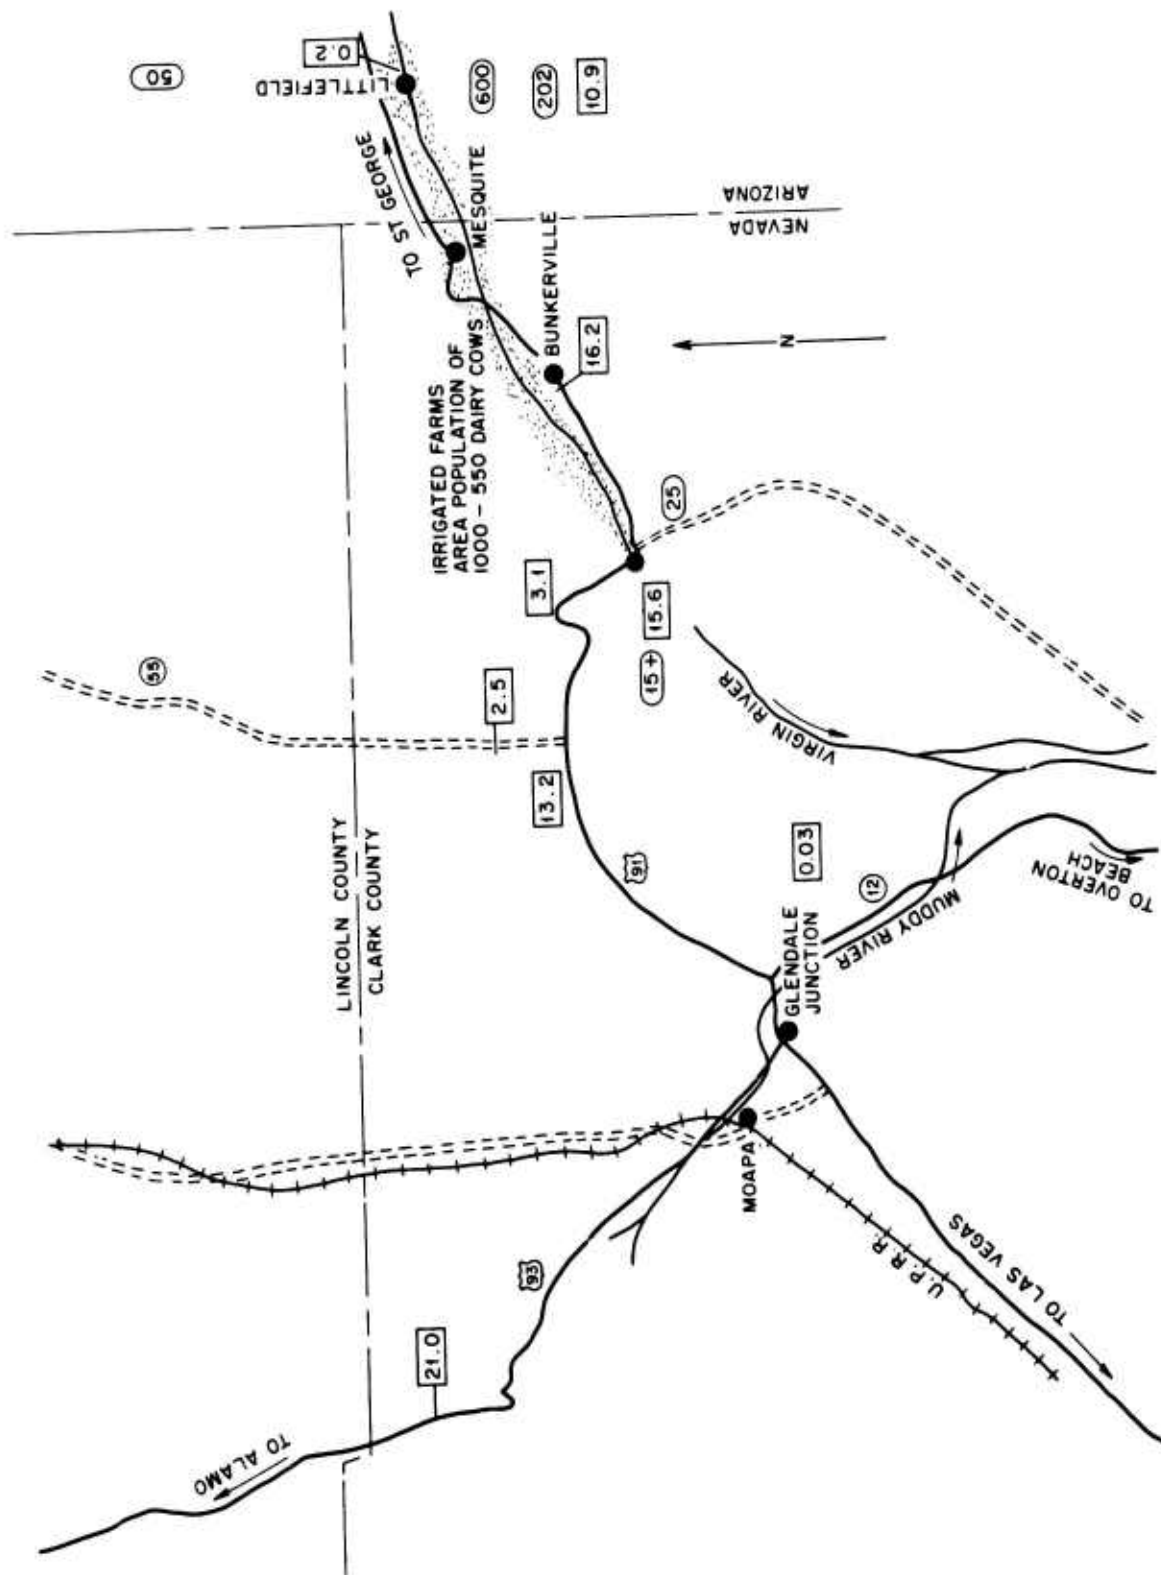 50
0.2
LITTLEFIELD
600
202
10.9
TO ST GEORGE
MESQUITE
NEVADA
ARIZONA
BUNKERVILLE
16.2
IRRIGATED FARMS
AREA POPULATION OF
1000 - 550 DAIRY COWS
N
25
3.1
15.6
15+
55
2.5
13.2
LINCOLN COUNTY
CLARK COUNTY
VIRGIN RIVER
91
0.03
12
GLENDALE
JUNCTION
MUDDY RIVER
TO OVERTON
BEACH
MOAPA
93
21.0
U.P.R.R.
TO LAS VEGAS
TO ALAMO